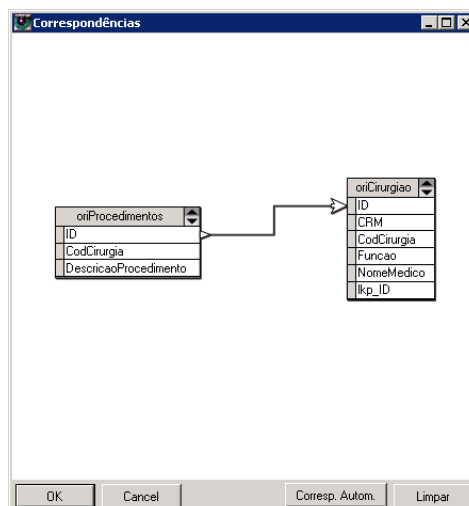 Correspondências
oriProcedimentos
ID
CodCirurgia
DescricaoProcedimento
oriCirurgiao
ID
CRM
CodCirurgia
Funcao
NomeMedico
lkp_ID
OK
Cancel
Corresp. Autom.
Limpar